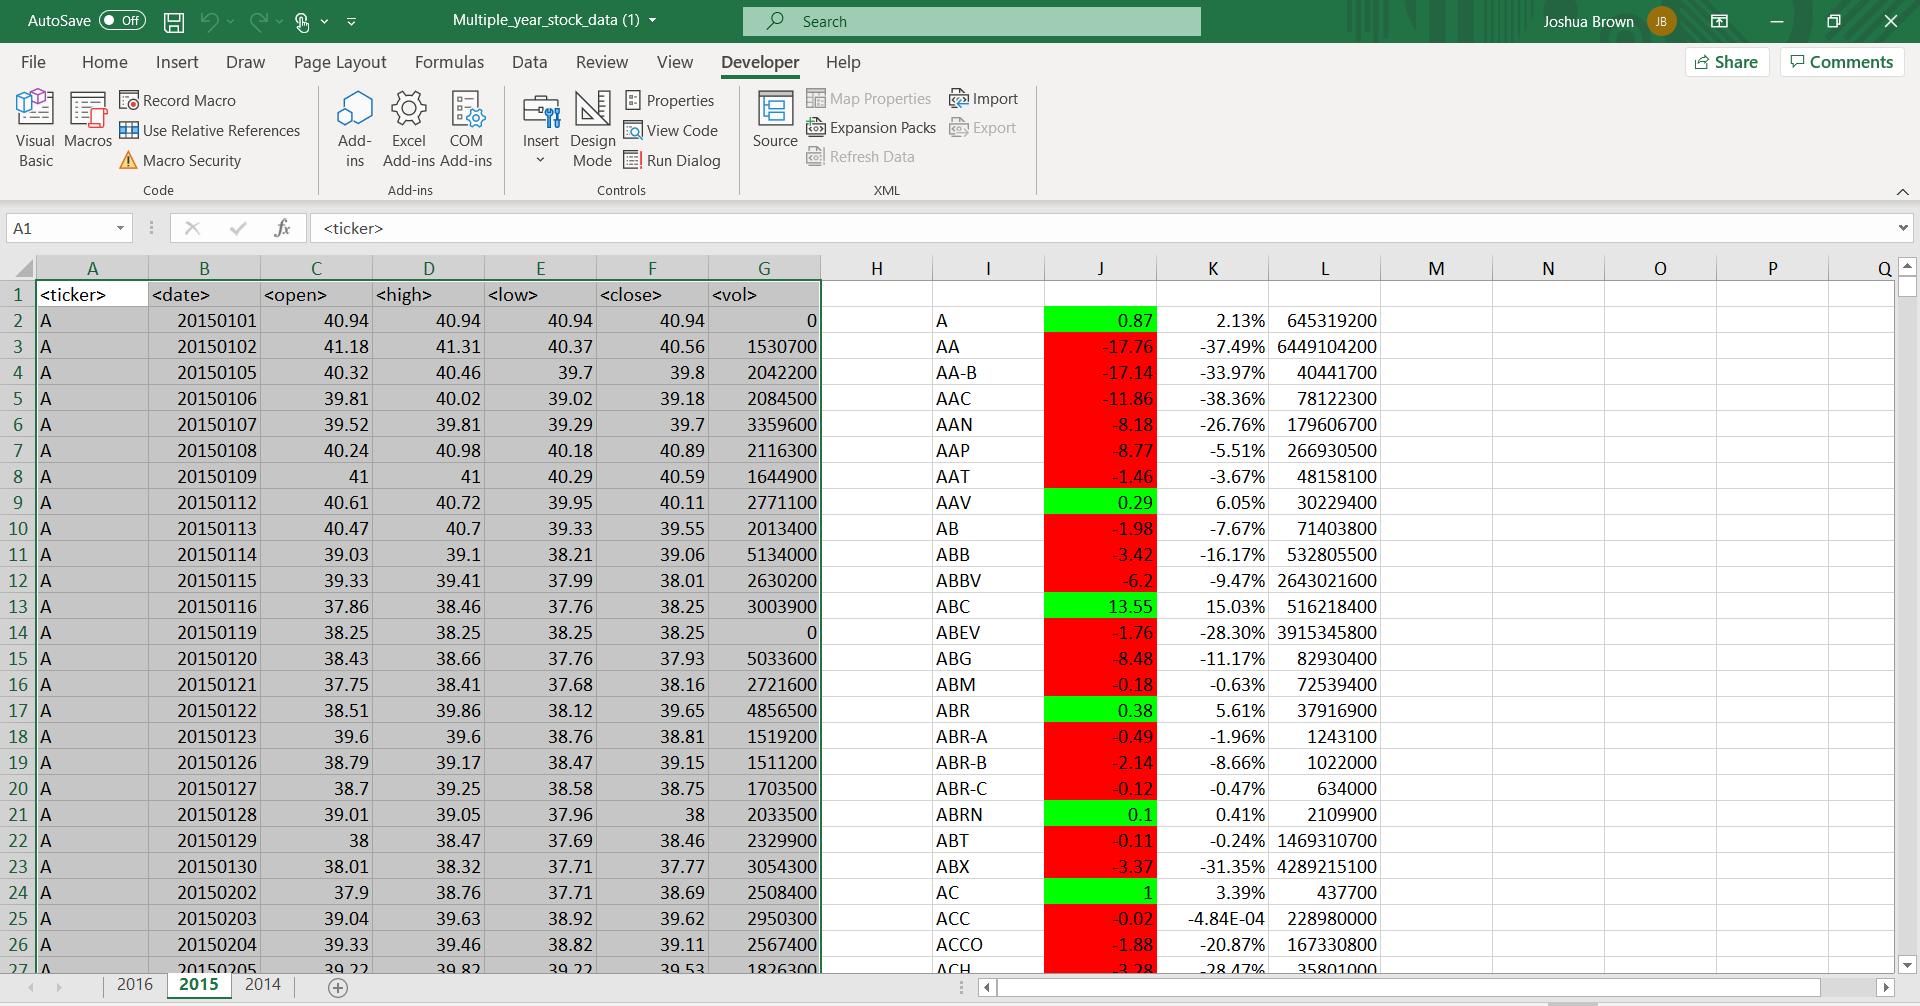 AutoSave Off Multiple_year_stock_data (1) Search Joshua Brown JB
File Home Insert Draw Page Layout Formulas Data Review View Developer Help Share Comments
Visual Basic
Macros
Record Macro
Use Relative References
Macro Security
Code
Add-ins
Excel Add-ins
COM Add-ins
Add-ins
Insert
Design Mode
Properties
View Code
Run Dialog
Controls
Source
Map Properties
Expansion Packs
Refresh Data
Import
Export
XML
A1 fx <ticker>
A B C D E F G H I J K L M N O P Q
1 <ticker> <date> <open> <high> <low> <close> <vol>
2 A 20150101 40.94 40.94 40.94 40.94 0 A 0.87 2.13% 645319200
3 A 20150102 41.18 41.31 40.37 40.56 1530700 AA -17.76 -37.49% 6449104200
4 A 20150105 40.32 40.46 39.7 39.8 2042200 AA-B -17.14 -33.97% 40441700
5 A 20150106 39.81 40.02 39.02 39.18 2084500 AAC -11.86 -38.36% 78122300
6 A 20150107 39.52 39.81 39.29 39.7 3359600 AAN -8.18 -26.76% 179606700
7 A 20150108 40.24 40.98 40.18 40.89 2116300 AAP -8.77 -5.51% 266930500
8 A 20150109 41 41 40.29 40.59 1644900 AAT -1.46 -3.67% 48158100
9 A 20150112 40.61 40.72 39.95 40.11 2771100 AAV 0.29 6.05% 30229400
10 A 20150113 40.47 40.7 39.33 39.55 2013400 AB -1.98 -7.67% 71403800
11 A 20150114 39.03 39.1 38.21 39.06 5134000 ABB -3.42 -16.17% 532805500
12 A 20150115 39.33 39.41 37.99 38.01 2630200 ABBV -6.2 -9.47% 2643021600
13 A 20150116 37.86 38.46 37.76 38.25 3003900 ABC 13.55 15.03% 516218400
14 A 20150119 38.25 38.25 38.25 38.25 0 ABEV -1.76 -28.30% 3915345800
15 A 20150120 38.43 38.66 37.76 37.93 5033600 ABG -8.48 -11.17% 82930400
16 A 20150121 37.75 38.41 37.68 38.16 2721600 ABM -0.18 -0.63% 72539400
17 A 20150122 38.51 39.86 38.12 39.65 4856500 ABR 0.38 5.61% 37916900
18 A 20150123 39.6 39.6 38.76 38.81 1519200 ABR-A -0.49 -1.96% 1243100
19 A 20150126 38.79 39.17 38.47 39.15 1511200 ABR-B -2.14 -8.66% 1022000
20 A 20150127 38.7 39.25 38.58 38.75 1703500 ABR-C -0.12 -0.47% 634000
21 A 20150128 39.01 39.05 37.96 38 2033500 ABRN 0.1 0.41% 2109900
22 A 20150129 38 38.47 37.69 38.46 2329900 ABT -0.11 -0.24% 1469310700
23 A 20150130 38.01 38.32 37.71 37.77 3054300 ABX -3.37 -31.35% 4289215100
24 A 20150202 37.9 38.76 37.71 38.69 2508400 AC 1 3.39% 437700
25 A 20150203 39.04 39.63 38.92 39.62 2950300 ACC -0.02 -4.84E-04 228980000
26 A 20150204 39.33 39.46 38.82 39.11 2567400 ACCO -1.88 -20.87% 167330800
27 A 20150205 39.22 39.82 39.22 39.53 1826300 ACH -3.28 -28.47% 35801000
2016 2015 2014